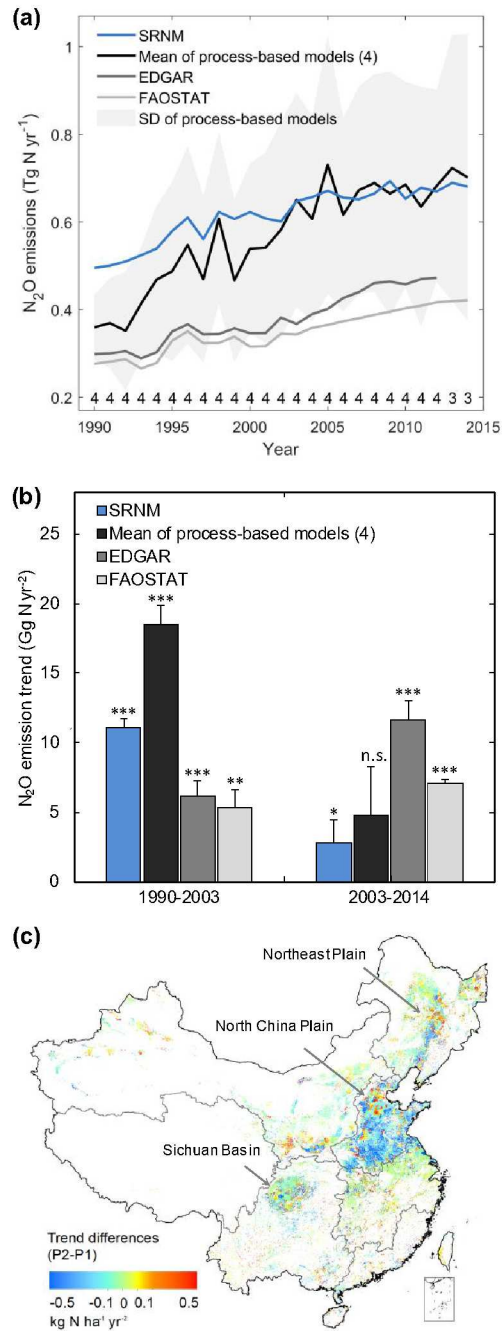 (a)
1
0.8
0.6
0.4
0.2
N₂O emissions (Tg N yr⁻¹)
SRNM
Mean of process-based models (4)
EDGAR
FAOSTAT
SD of process-based models
4 4 4 4 4 4 4 4 4 4 4 4 4 4 4 4 4 4 4 4 4 4 4 3 3
1990 1995 2000 2005 2010 2015
Year
(b)
25
20
15
10
5
0
N₂O emission trend (Gg N yr⁻²)
SRNM
Mean of process-based models (4)
EDGAR
FAOSTAT
*** *** *** **
* n.s. *** ***
1990-2003 2003-2014
(c)
Northeast Plain
North China Plain
Sichuan Basin
Trend differences
(P2-P1)
-0.5 -0.1 0 0.1 0.5
kg N ha⁻¹ yr⁻²